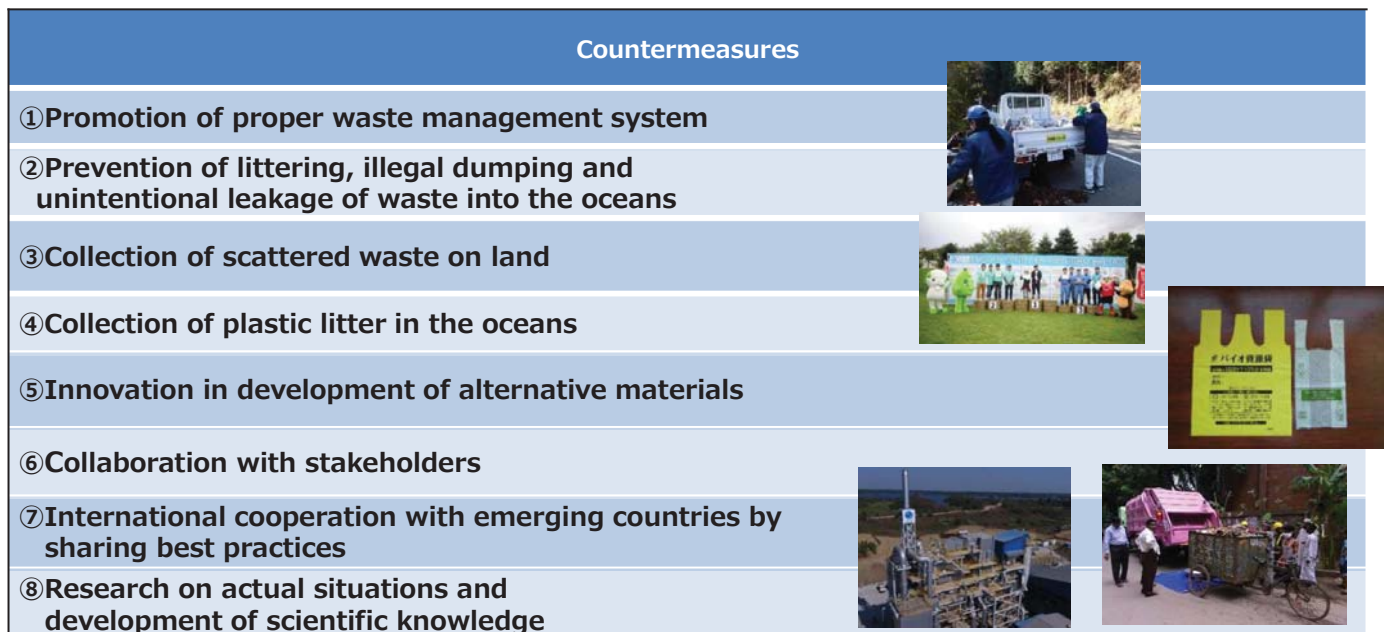 Countermeasures
①Promotion of proper waste management system
②Prevention of littering, illegal dumping and
unintentional leakage of waste into the oceans
③Collection of scattered waste on land
④Collection of plastic litter in the oceans
⑤Innovation in development of alternative materials
⑥Collaboration with stakeholders
⑦International cooperation with emerging countries by
sharing best practices
⑧Research on actual situations and
development of scientific knowledge